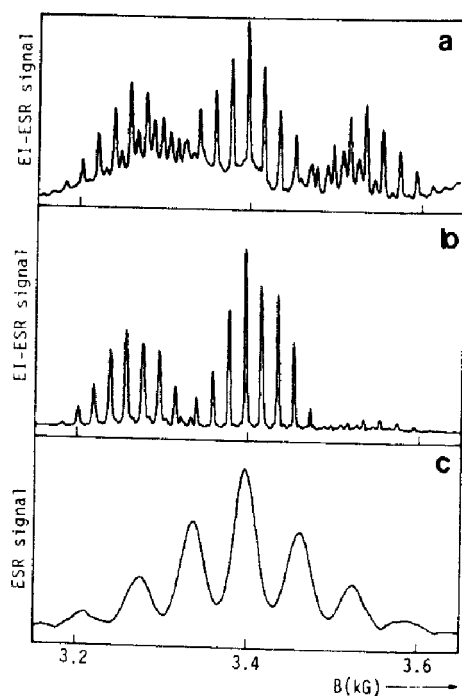 a
EI-ESR signal
b
EI-ESR signal
c
ESR signal
3.2
3.4
3.6
B(kG)